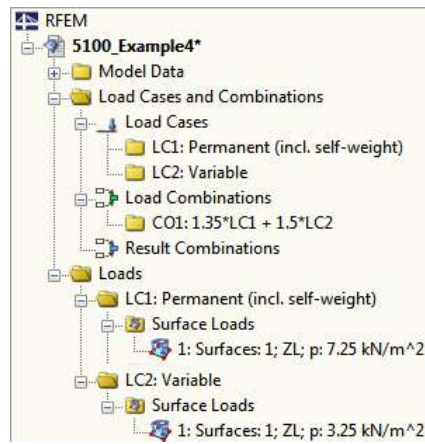 RFEM
5100_Example4*
Model Data
Load Cases and Combinations
Load Cases
LC1: Permanent (incl. self-weight)
LC2: Variable
Load Combinations
CO1: 1.35*LC1 + 1.5*LC2
Result Combinations
Loads
LC1: Permanent (incl. self-weight)
Surface Loads
1: Surfaces: 1; ZL; p: 7.25 kN/m^2
LC2: Variable
Surface Loads
1: Surfaces: 1; ZL; p: 3.25 kN/m^2